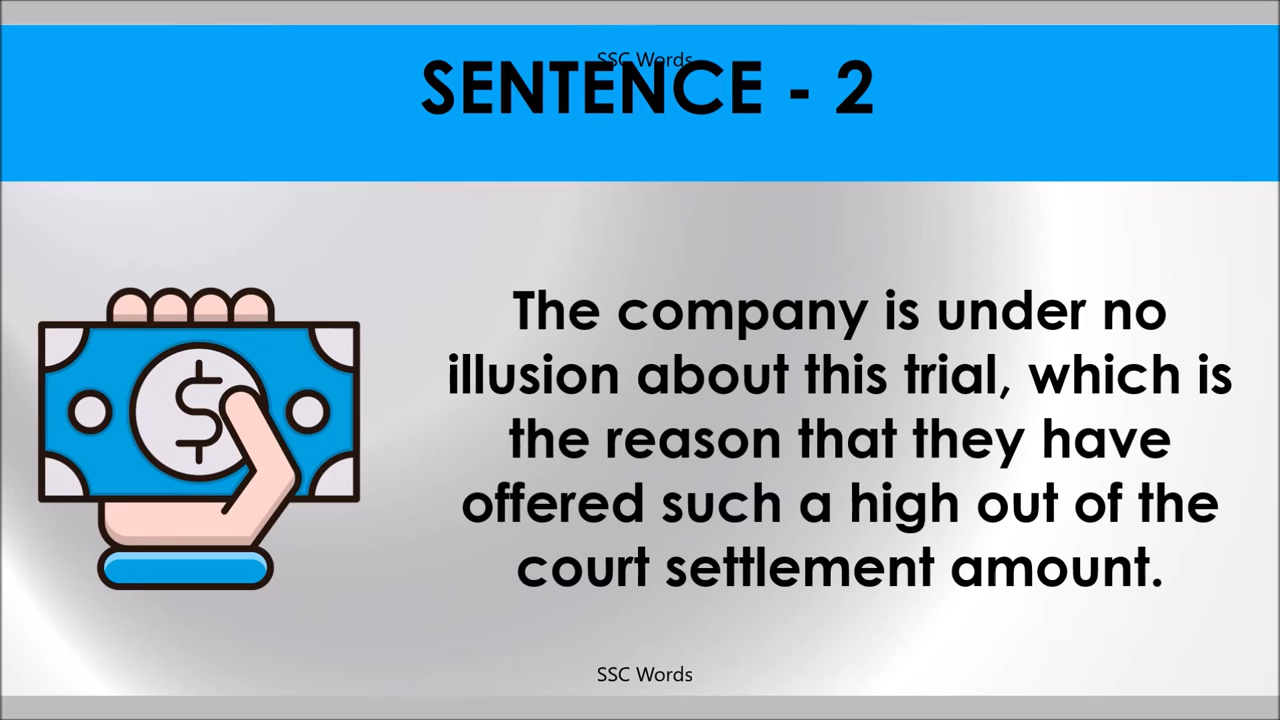 SSC Words
SENTENCE - 2
The company is under no
illusion about this trial, which is
the reason that they have
offered such a high out of the
court settlement amount.
SSC Words